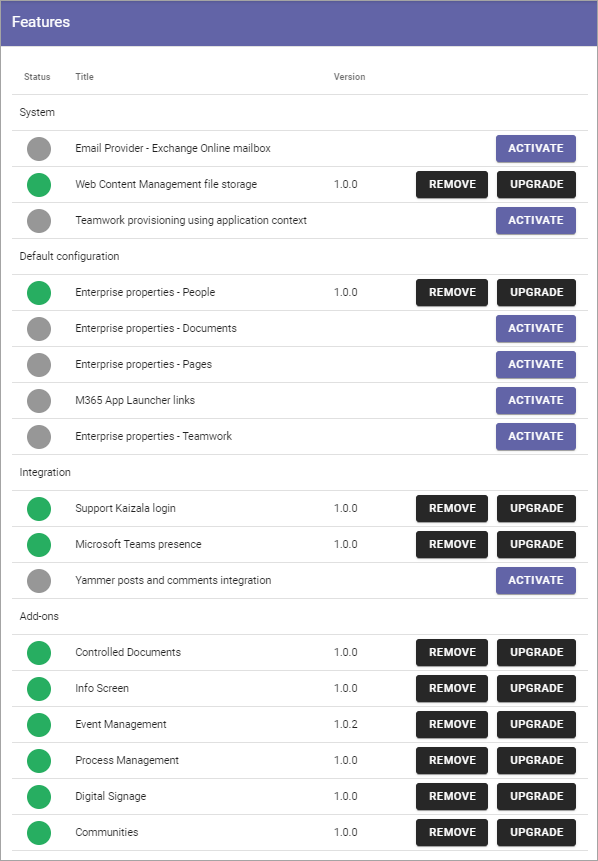 Features
Status Title Version
System
Email Provider - Exchange Online mailbox ACTIVATE
Web Content Management file storage 1.0.0 REMOVE UPGRADE
Teamwork provisioning using application context ACTIVATE
Default configuration
Enterprise properties - People 1.0.0 REMOVE UPGRADE
Enterprise properties - Documents ACTIVATE
Enterprise properties - Pages ACTIVATE
M365 App Launcher links ACTIVATE
Enterprise properties - Teamwork ACTIVATE
Integration
Support Kaizala login 1.0.0 REMOVE UPGRADE
Microsoft Teams presence 1.0.0 REMOVE UPGRADE
Yammer posts and comments integration ACTIVATE
Add-ons
Controlled Documents 1.0.0 REMOVE UPGRADE
Info Screen 1.0.0 REMOVE UPGRADE
Event Management 1.0.2 REMOVE UPGRADE
Process Management 1.0.0 REMOVE UPGRADE
Digital Signage 1.0.0 REMOVE UPGRADE
Communities 1.0.0 REMOVE UPGRADE